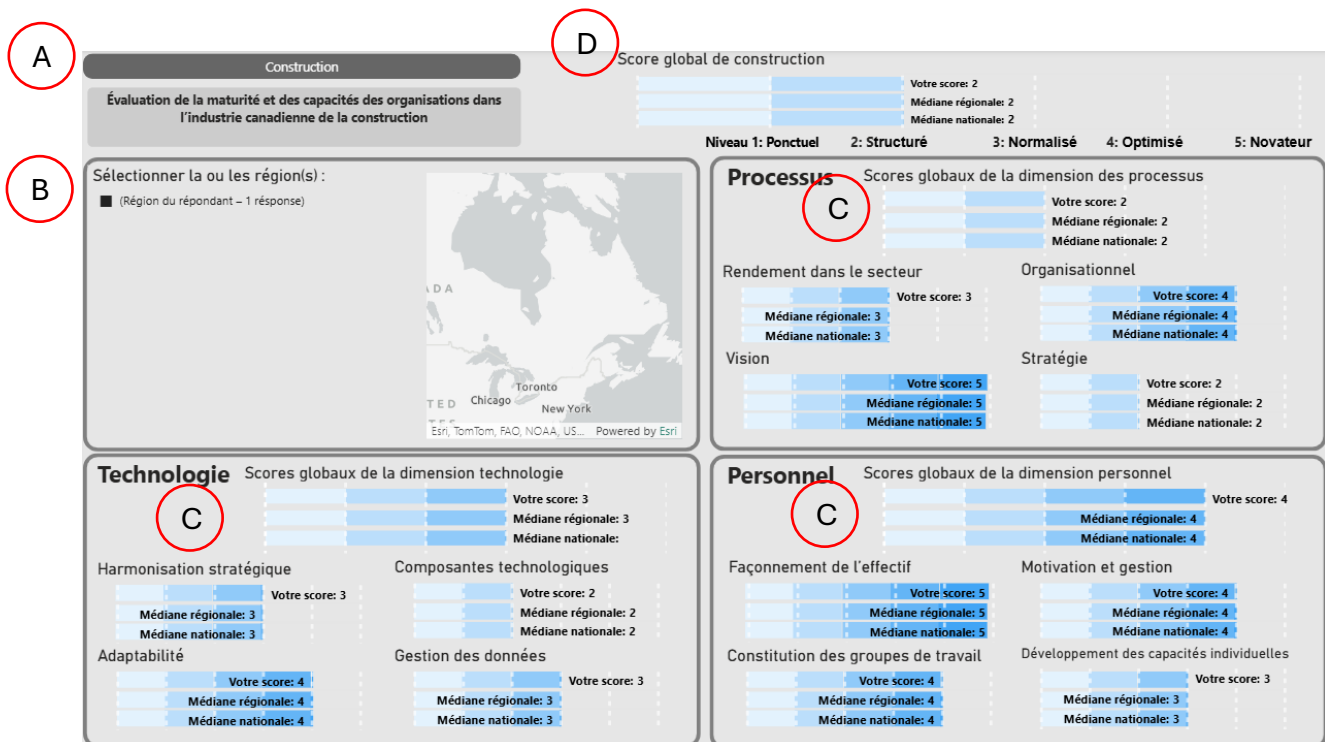 A
Construction
Évaluation de la maturité et des capacités des organisations dans
l'industrie canadienne de la construction
D
Score global de construction
Votre score: 2
Médiane régionale: 2
Médiane nationale: 2
Niveau 1: Ponctuel 2: Structuré 3: Normalisé 4: Optimisé 5: Novateur
B
Sélectionner la ou les région(s) :
(Région du répondant – 1 résponse)
ADA
Toronto
Chicago
New York
TED
TES
Esri, TomTom, FAO, NOAA, US... Powered by Esri
Processus
C
Scores globaux de la dimension des processus
Votre score: 2
Médiane régionale: 2
Médiane nationale: 2
Rendement dans le secteur
Votre score: 3
Médiane régionale: 3
Médiane nationale: 3
Organisationnel
Votre score: 4
Médiane régionale: 4
Médiane nationale: 4
Vision
Votre score: 5
Médiane régionale: 5
Médiane nationale: 5
Stratégie
Votre score: 2
Médiane régionale: 2
Médiane nationale: 2
Technologie
C
Scores globaux de la dimension technologie
Votre score: 3
Médiane régionale: 3
Médiane nationale:
Harmonisation stratégique
Votre score: 3
Médiane régionale: 3
Médiane nationale: 3
Composantes technologiques
Votre score: 2
Médiane régionale: 2
Médiane nationale: 2
Adaptabilité
Votre score: 4
Médiane régionale: 4
Médiane nationale: 4
Gestion des données
Votre score: 3
Médiane régionale: 3
Médiane nationale: 3
Personnel
C
Scores globaux de la dimension personnel
Votre score: 4
Médiane régionale: 4
Médiane nationale: 4
Façonnement de l'effectif
Votre score: 5
Médiane régionale: 5
Médiane nationale: 5
Motivation et gestion
Votre score: 4
Médiane régionale: 4
Médiane nationale: 4
Constitution des groupes de travail
Votre score: 4
Médiane régionale: 4
Médiane nationale: 4
Développement des capacités individuelles
Votre score: 3
Médiane régionale: 3
Médiane nationale: 3